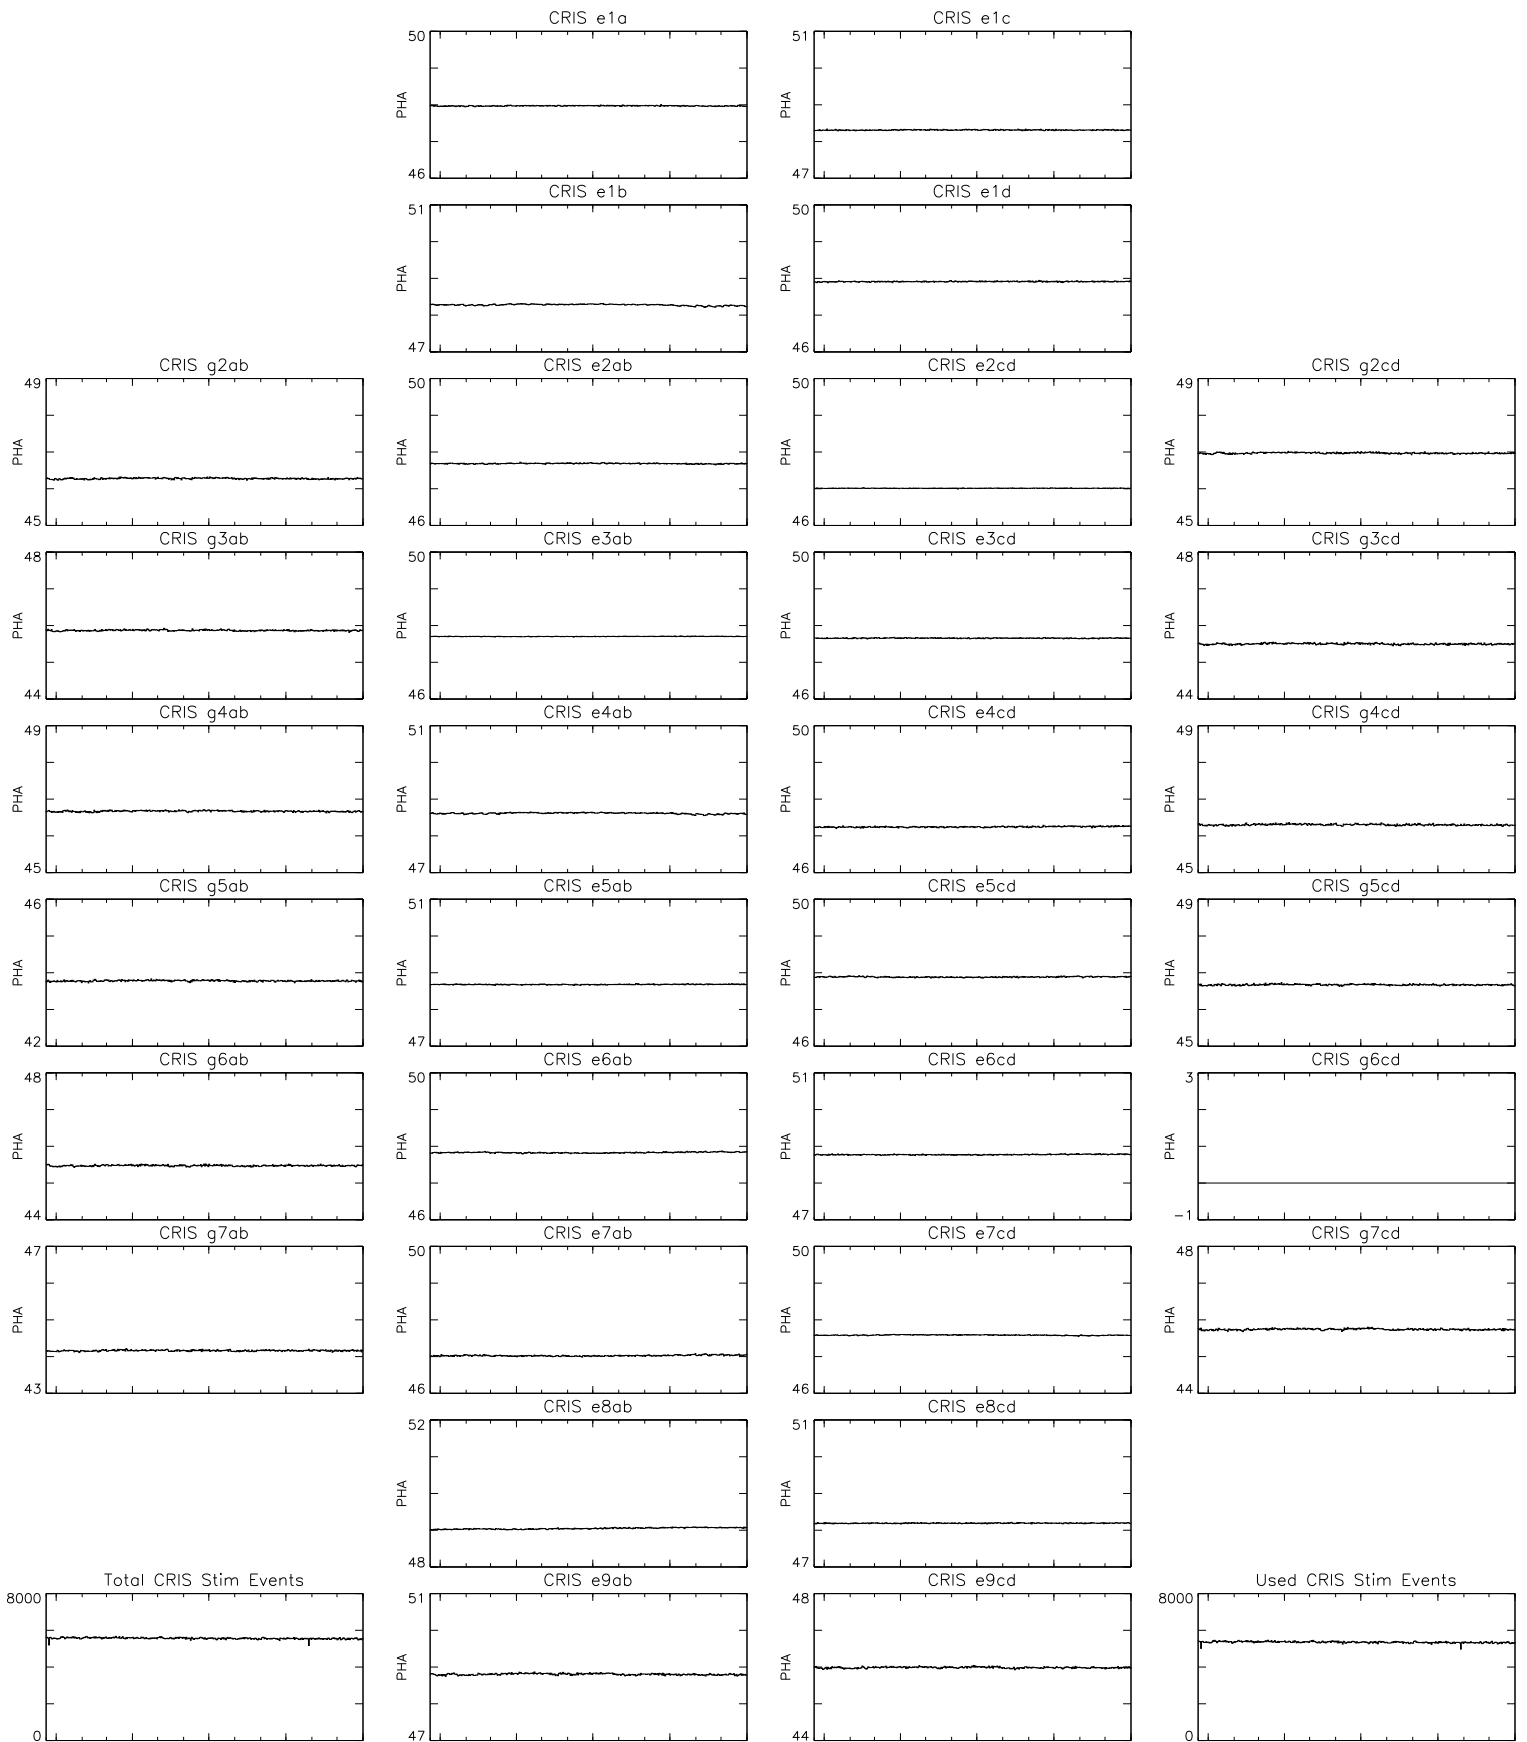 CRIS e1a
50
PHA
46
CRIS e1c
51
PHA
47
CRIS e1b
51
PHA
47
CRIS e1d
50
PHA
46
CRIS g2ab
49
PHA
45
CRIS e2ab
50
PHA
46
CRIS e2cd
50
PHA
46
CRIS g2cd
49
PHA
45
CRIS g3ab
48
PHA
44
CRIS e3ab
50
PHA
46
CRIS e3cd
50
PHA
46
CRIS g3cd
48
PHA
44
CRIS g4ab
49
PHA
45
CRIS e4ab
51
PHA
47
CRIS e4cd
50
PHA
46
CRIS g4cd
49
PHA
45
CRIS g5ab
46
PHA
42
CRIS e5ab
51
PHA
47
CRIS e5cd
50
PHA
46
CRIS g5cd
49
PHA
45
CRIS g6ab
48
PHA
44
CRIS e6ab
50
PHA
46
CRIS e6cd
51
PHA
47
CRIS g6cd
3
PHA
-1
CRIS g7ab
47
PHA
43
CRIS e7ab
50
PHA
46
CRIS e7cd
50
PHA
46
CRIS g7cd
48
PHA
44
CRIS e8ab
52
PHA
48
CRIS e8cd
51
PHA
47
Total CRIS Stim Events
8000
0
CRIS e9ab
51
PHA
47
CRIS e9cd
48
PHA
44
Used CRIS Stim Events
8000
0